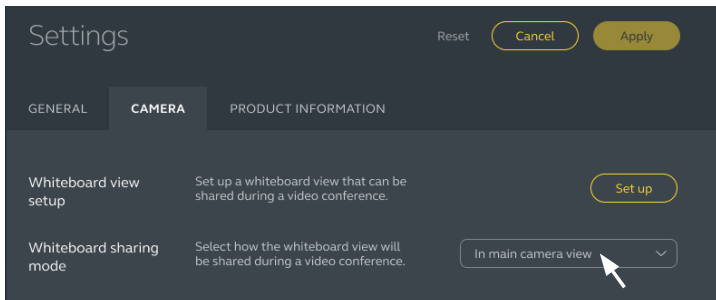 Settings
Reset
Cancel
Apply
GENERAL
CAMERA
PRODUCT INFORMATION
Whiteboard view
setup
Set up a whiteboard view that can be
shared during a video conference.
Set up
Whiteboard sharing
mode
Select how the whiteboard view will
be shared during a video conference.
In main camera view